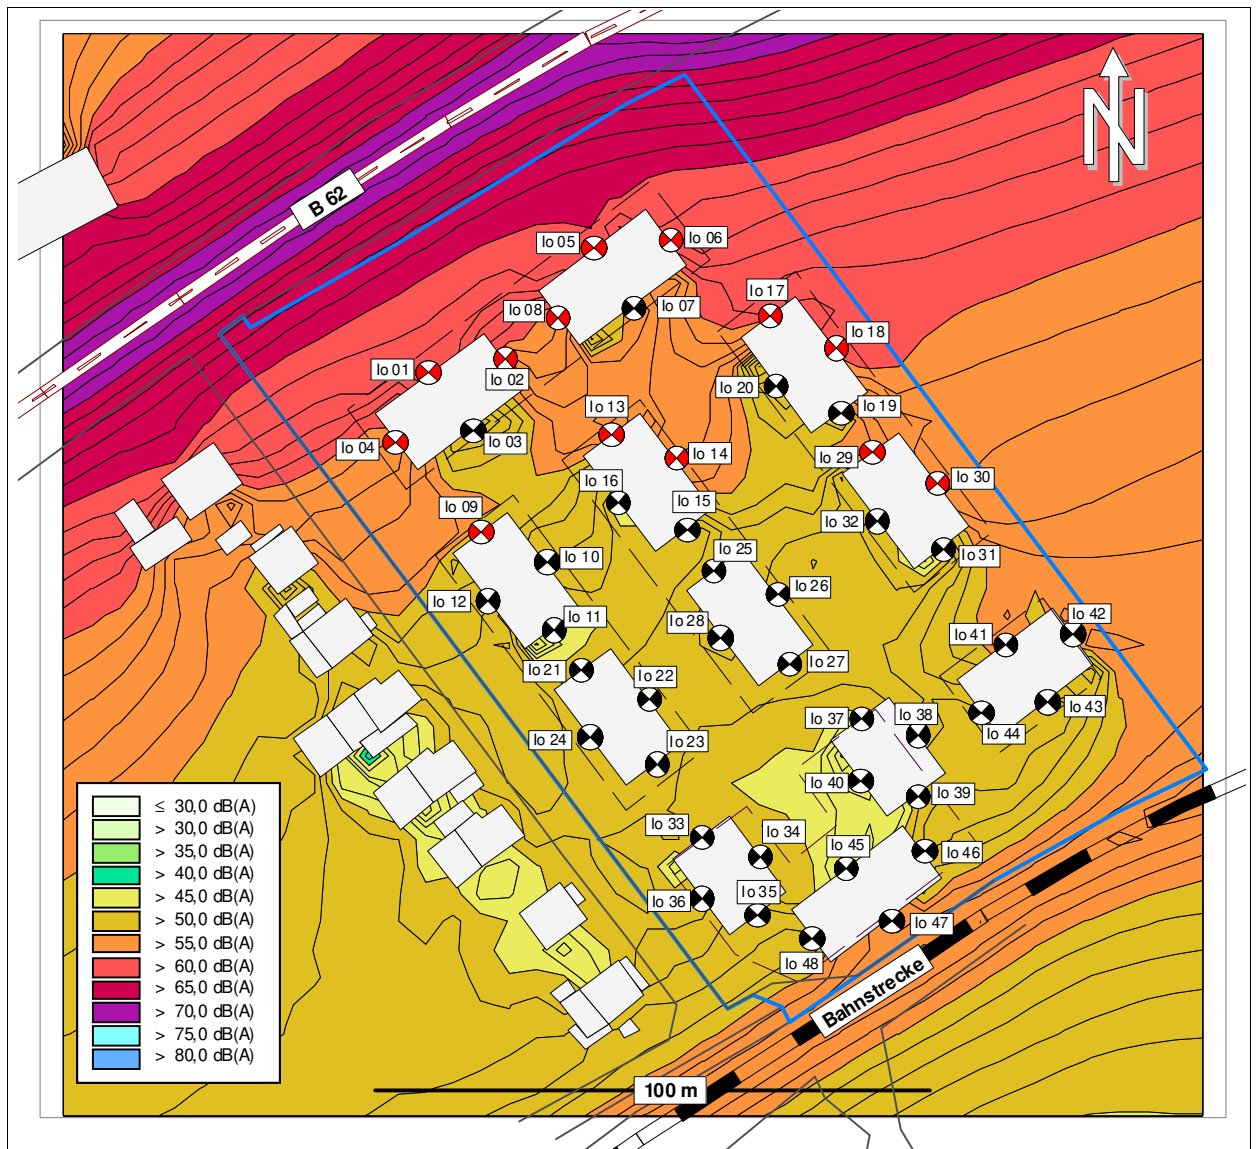 N
B 62
Io 05
Io 06
Io 08
Io 07
Io 17
Io 18
Io 01
Io 02
Io 20
Io 19
Io 13
Io 04
Io 03
Io 14
Io 29
Io 30
Io 16
Io 15
Io 09
Io 32
Io 31
Io 10
Io 25
Io 26
Io 12
Io 11
Io 28
Io 42
Io 41
Io 21
Io 22
Io 27
Io 37
Io 38
Io 43
Io 44
Io 24
Io 23
Io 40
Io 39
Io 33
Io 34
Io 45
Io 46
Io 36
Io 35
Io 47
Io 48
Bahnstrecke
≤ 30,0 dB(A)
> 30,0 dB(A)
> 35,0 dB(A)
> 40,0 dB(A)
> 45,0 dB(A)
> 50,0 dB(A)
> 55,0 dB(A)
> 60,0 dB(A)
> 65,0 dB(A)
> 70,0 dB(A)
> 75,0 dB(A)
> 80,0 dB(A)
100 m